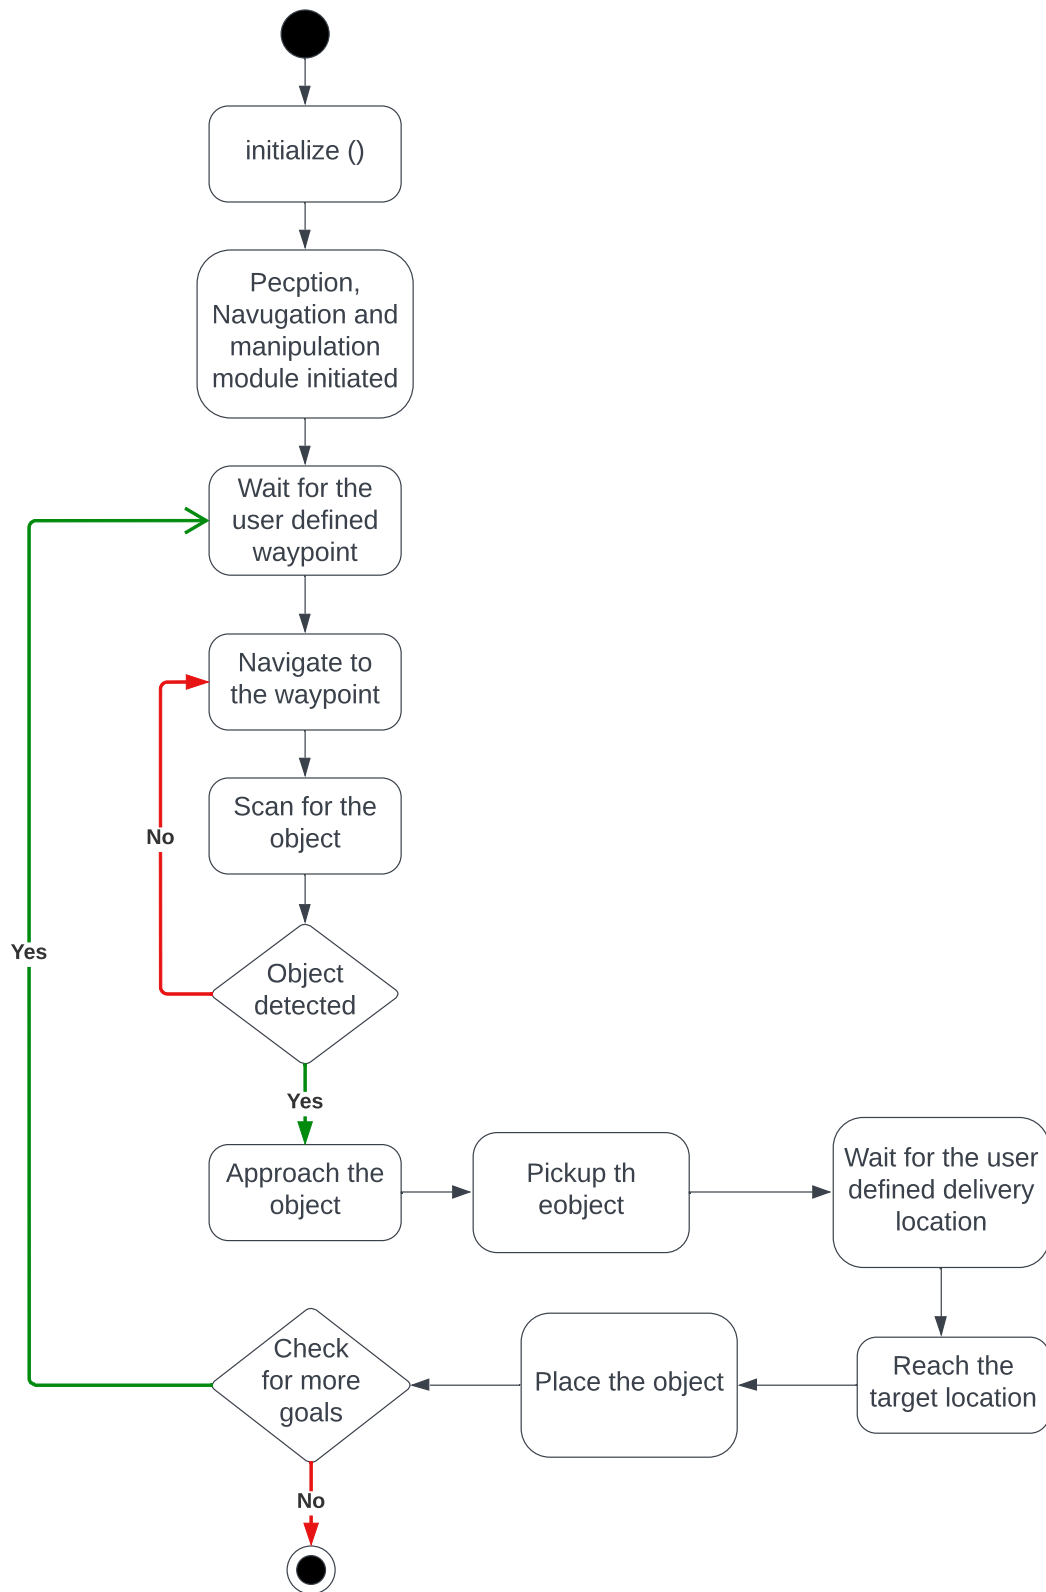 initialize ()
Pecption,
Navugation and
manipulation
module initiated
Wait for the
user defined
waypoint
Navigate to
the waypoint
Scan for the
object
No
Yes
Object
detected
Yes
Approach the
object
Pickup th
eobject
Wait for the user
defined delivery
location
Reach the
target location
Place the object
Check
for more
goals
No